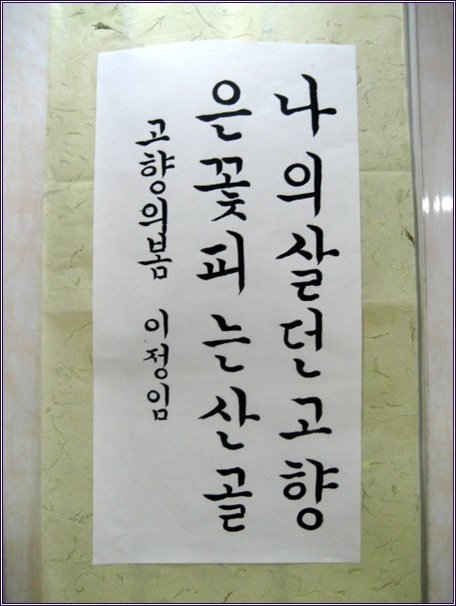 나의살던고향
은꽃피는산골
고향의봄 이정임